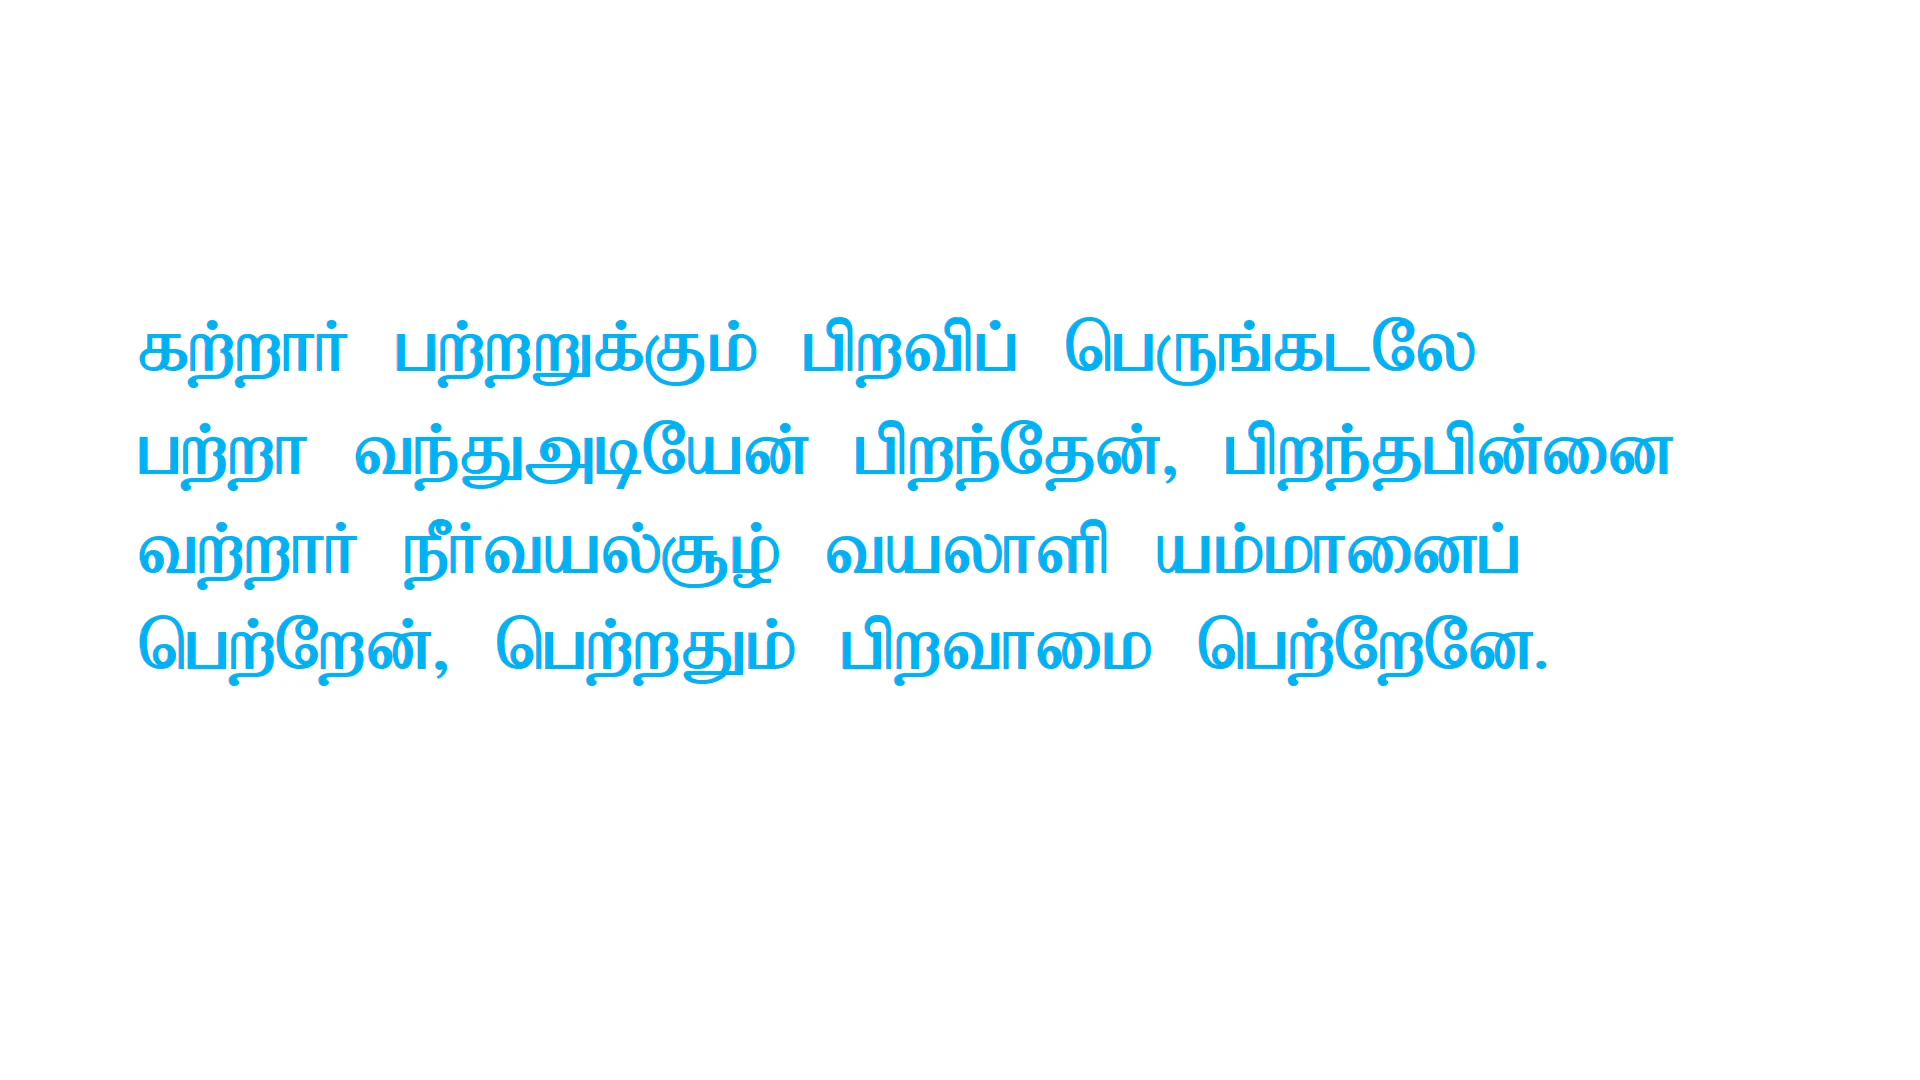 கற்றார் பற்றறுக்கும் பிறவிப் பெருங்கடலே
பற்றா வந்துஅடியேன் பிறந்தேன், பிறந்தபின்னை
வற்றார் நீர்வயல்சூழ் வயலாளி யம்மானைப்
பெற்றேன், பெற்றதும் பிறவாமை பெற்றேனே.